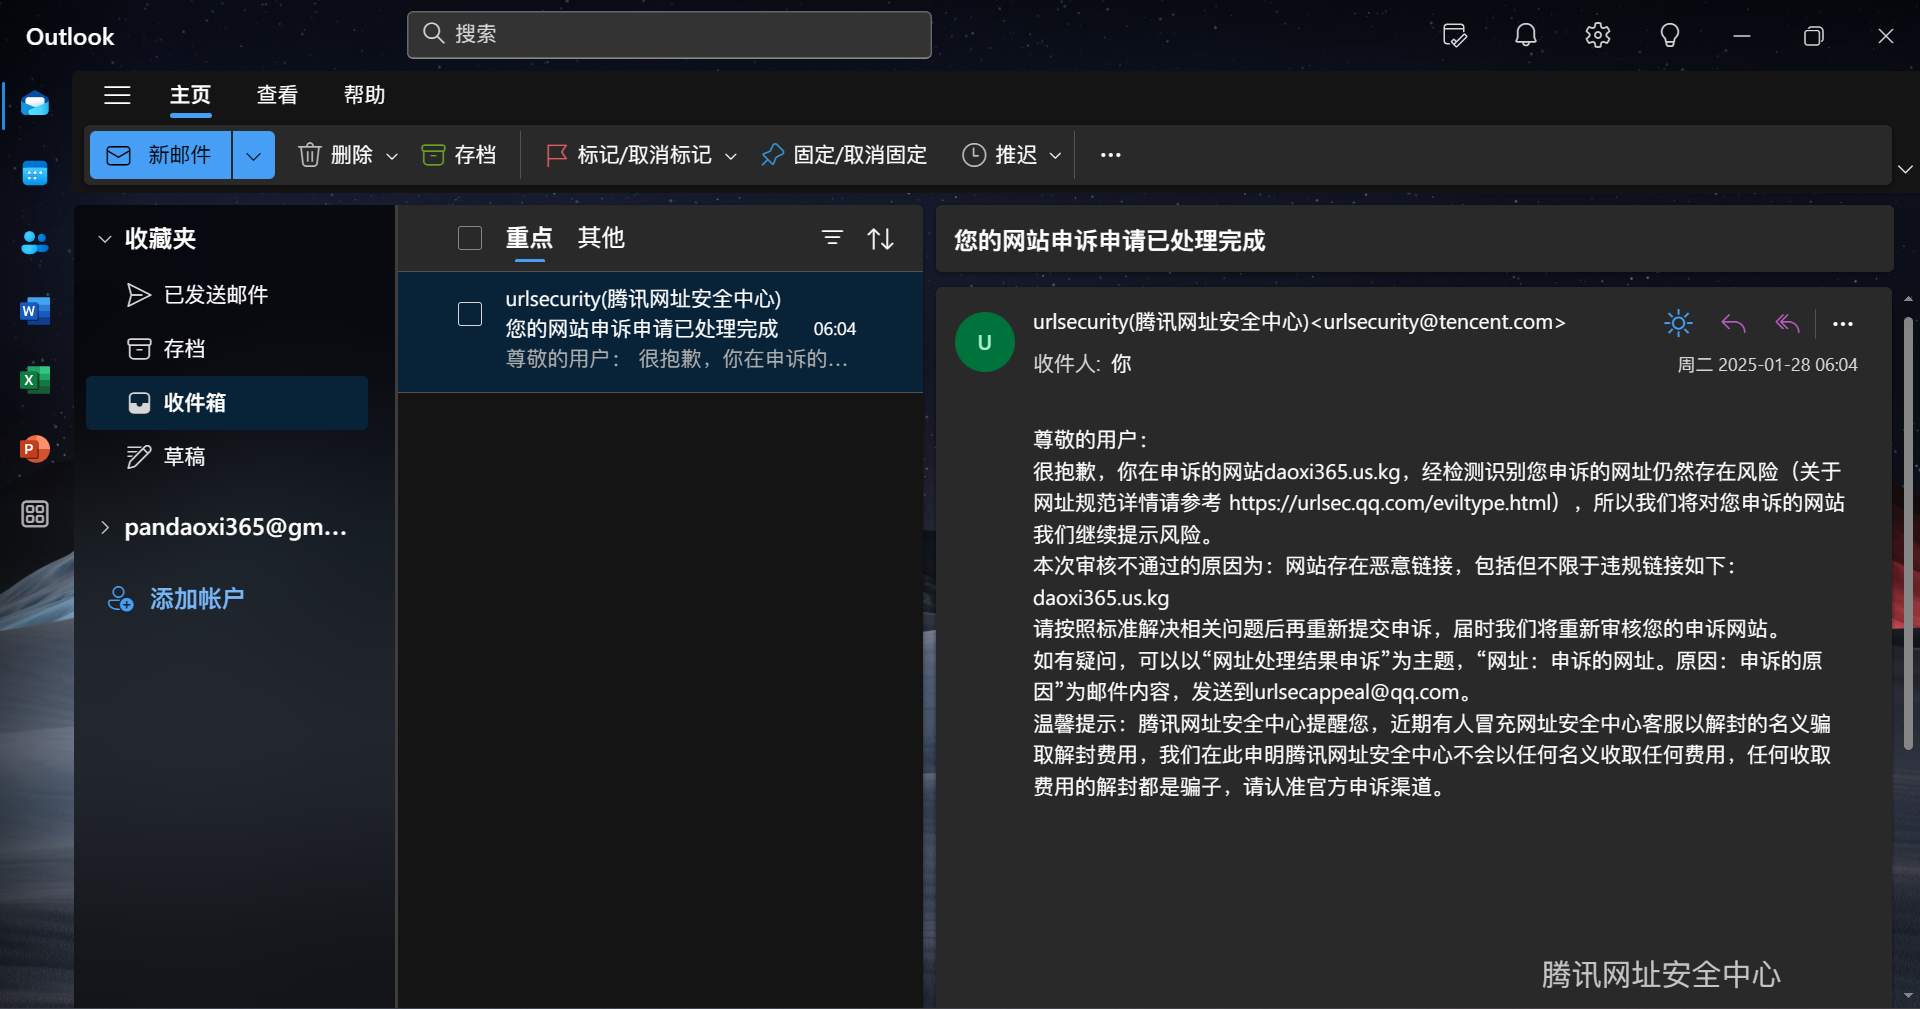 Outlook
搜索
主页 查看 帮助
新邮件 删除 存档 标记/取消标记 固定/取消固定 推迟
收藏夹
已发送邮件
存档
收件箱
草稿
pandaoxi365@gm...
添加帐户
重点 其他
urlsecurity(腾讯网址安全中心)
您的网站申诉申请已处理完成 06:04
尊敬的用户： 很抱歉，你在申诉的...
您的网站申诉申请已处理完成
U
urlsecurity(腾讯网址安全中心)<urlsecurity@tencent.com>
收件人: 你
周二 2025-01-28 06:04
尊敬的用户：
很抱歉，你在申诉的网站daoxi365.us.kg，经检测识别您申诉的网址仍然存在风险（关于
网址规范详情请参考 https://urlsec.qq.com/eviltype.html），所以我们将对您申诉的网站
我们继续提示风险。
本次审核不通过的原因为：网站存在恶意链接，包括但不限于违规链接如下：
daoxi365.us.kg
请按照标准解决相关问题后再重新提交申诉，届时我们将重新审核您的申诉网站。
如有疑问，可以以“网址处理结果申诉”为主题，“网址：申诉的网址。原因：申诉的原
因”为邮件内容，发送到urlsecappeal@qq.com。
温馨提示：腾讯网址安全中心提醒您，近期有人冒充网址安全中心客服以解封的名义骗
取解封费用，我们在此申明腾讯网址安全中心不会以任何名义收取任何费用，任何收取
费用的解封都是骗子，请认准官方申诉渠道。
腾讯网址安全中心